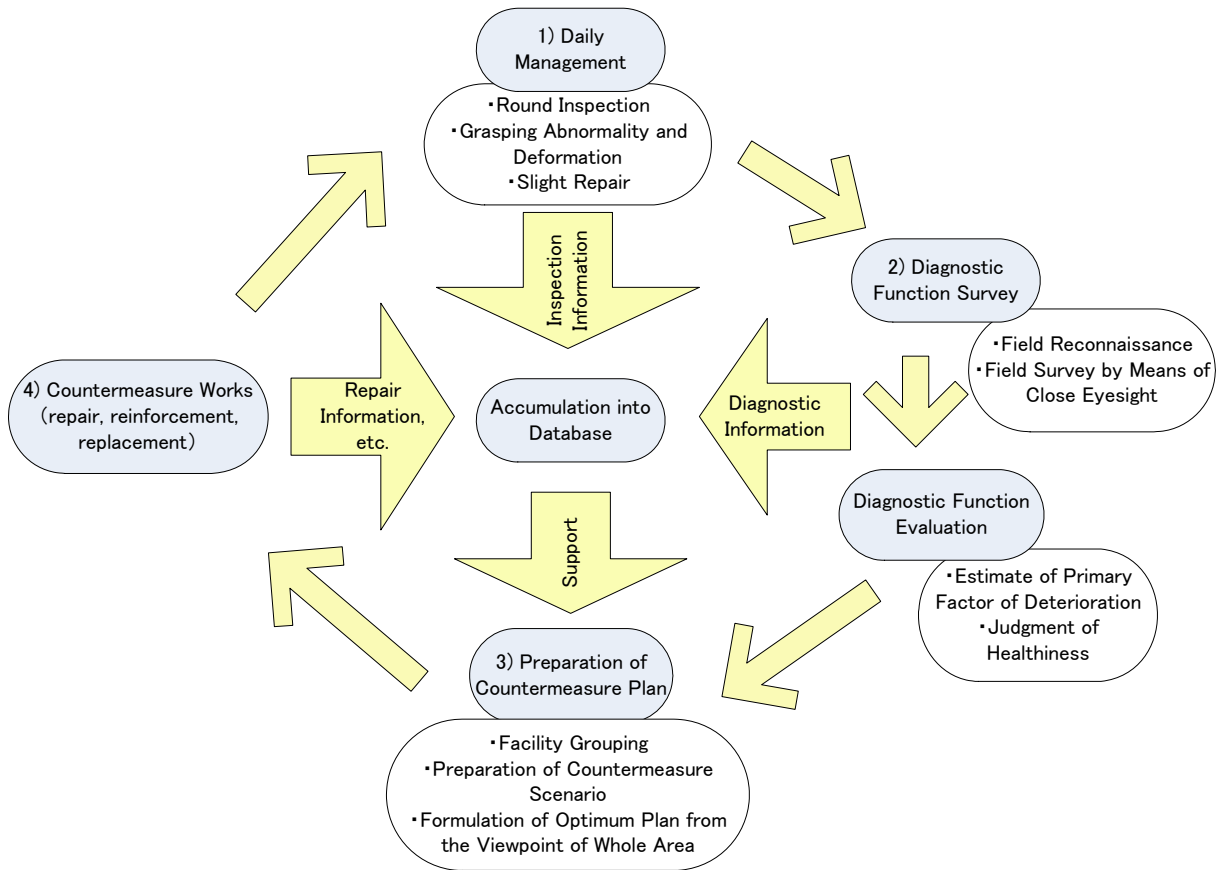 1) Daily
Management
・Round Inspection
・Grasping Abnormality and
Deformation
・Slight Repair
Inspection
Information
2) Diagnostic
Function Survey
・Field Reconnaissance
・Field Survey by Means of
Close Eyesight
4) Countermeasure Works
(repair, reinforcement,
replacement)
Repair
Information,
etc.
Accumulation into
Database
Diagnostic
Information
Diagnostic Function
Evaluation
・Estimate of Primary
Factor of Deterioration
・Judgment of
Healthiness
Support
3) Preparation of
Countermeasure Plan
・Facility Grouping
・Preparation of Countermeasure
Scenario
・Formulation of Optimum Plan from
the Viewpoint of Whole Area